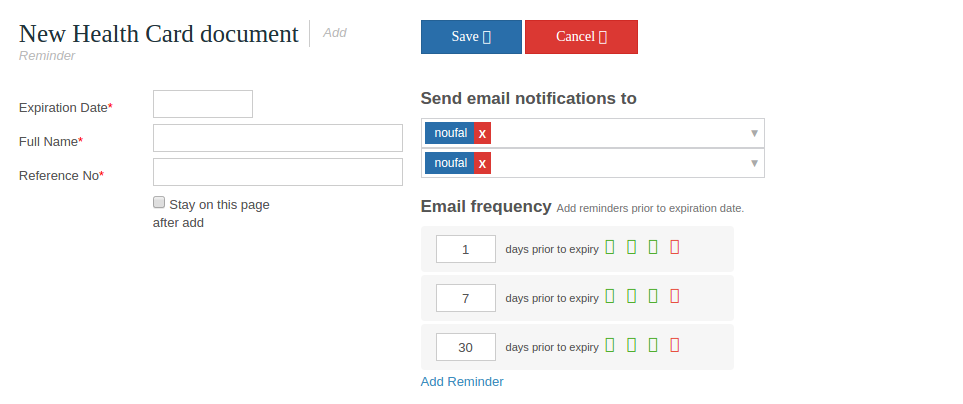 New Health Card document Add
Reminder
Save
Cancel
Expiration Date*
Full Name*
Reference No*
Stay on this page
after add
Send email notifications to
noufal x
noufal x
Email frequency Add reminders prior to expiration date.
1 days prior to expiry
7 days prior to expiry
30 days prior to expiry
Add Reminder